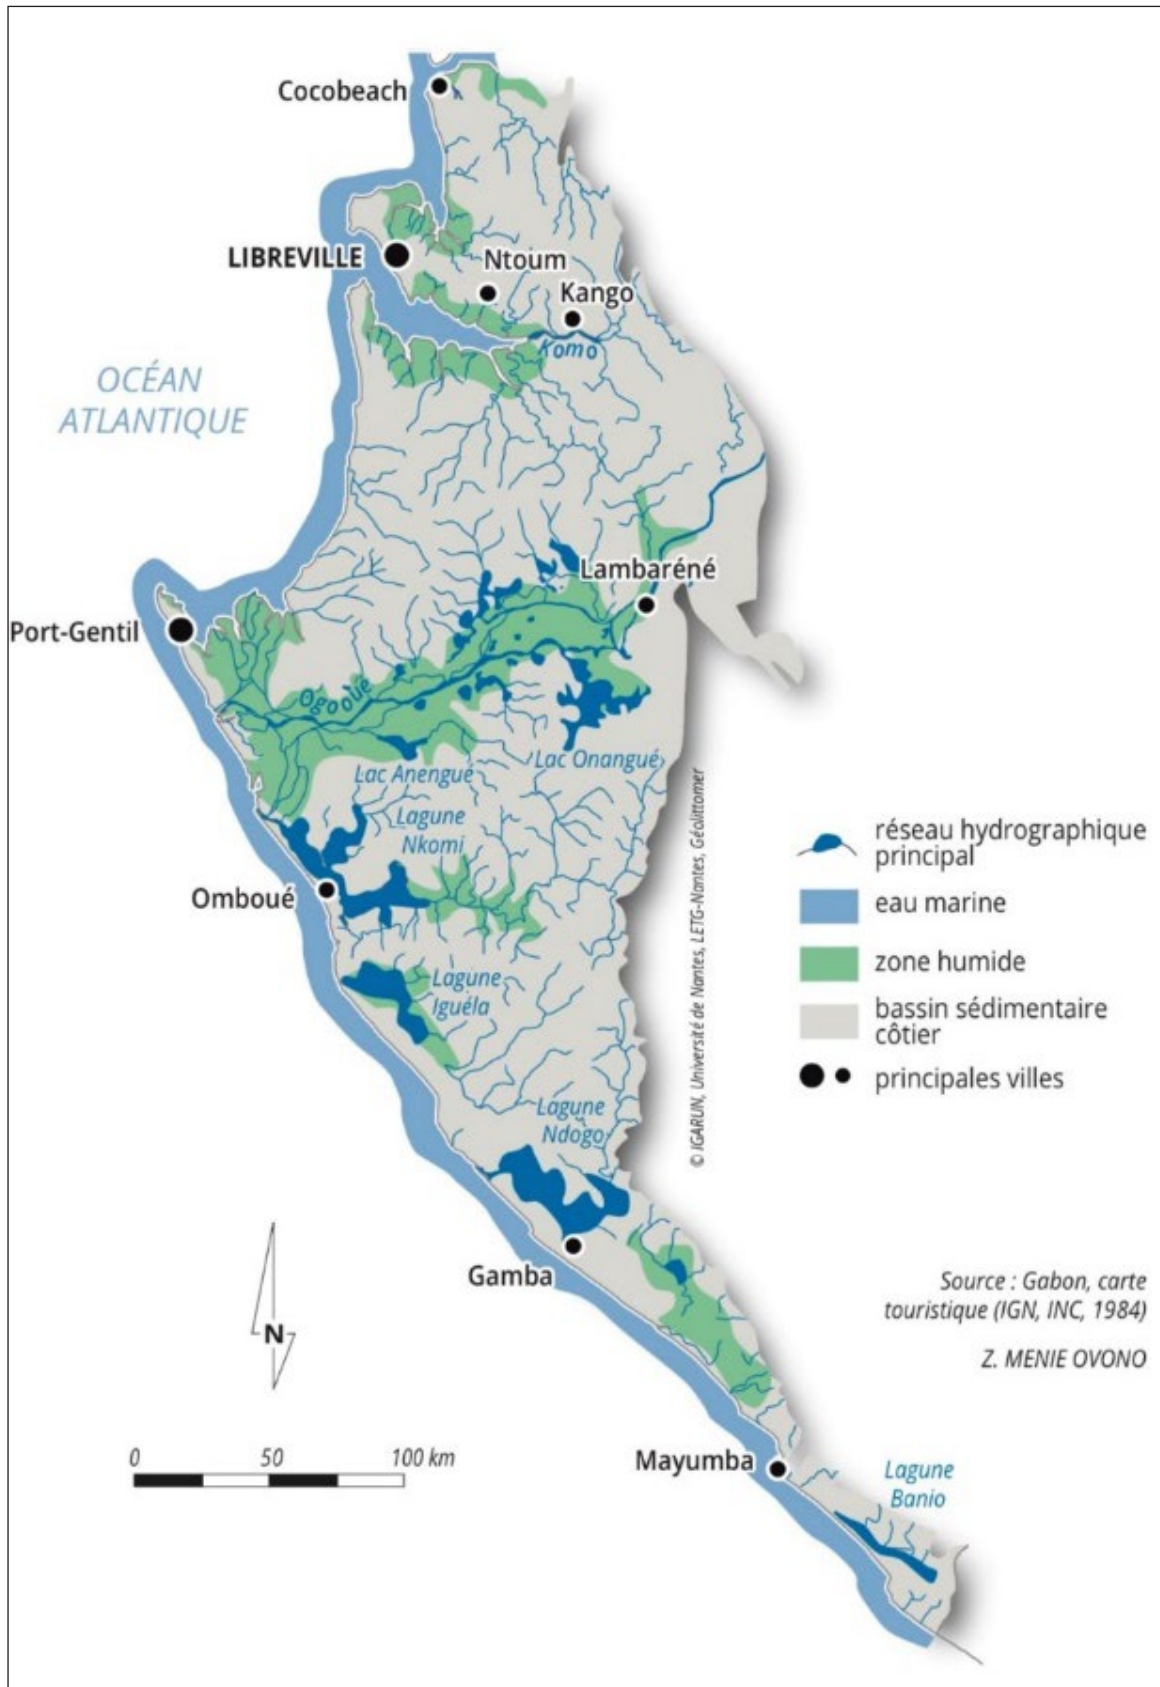 Cocobeach
LIBREVILLE
Ntoum
Kango
Komo
OCÉAN
ATLANTIQUE
Lambaréné
Port-Gentil
Ogooué
Lac Anengué
Lac Onangué
Lagune
Nkomi
Omboué
Lagune
Iguéla
Lagune
Ndogo
Gamba
Mayumba
Lagune
Banio
N
0 50 100 km
© IGARUN, Université de Nantes, LETG-Nantes, Géolittomer
réseau hydrographique
principal
eau marine
zone humide
bassin sédimentaire
côtier
principales villes
Source : Gabon, carte
touristique (IGN, INC, 1984)
Z. MENIE OVONO